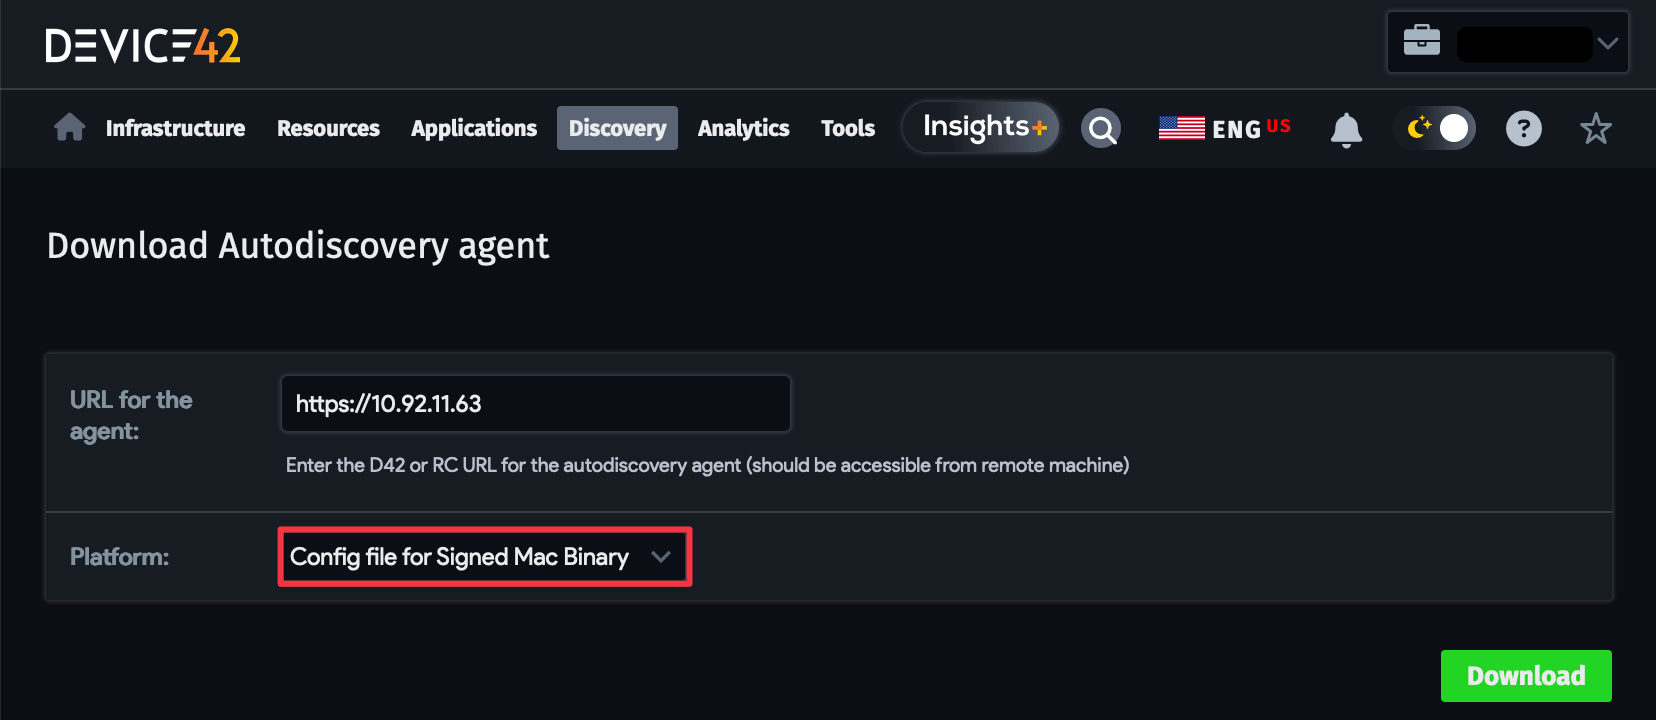 DEVICE42
Infrastructure Resources Applications Discovery Analytics Tools Insights+ ENG US ?
Download Autodiscovery agent
URL for the
agent:
https://10.92.11.63
Enter the D42 or RC URL for the autodiscovery agent (should be accessible from remote machine)
Platform:
Config file for Signed Mac Binary
Download